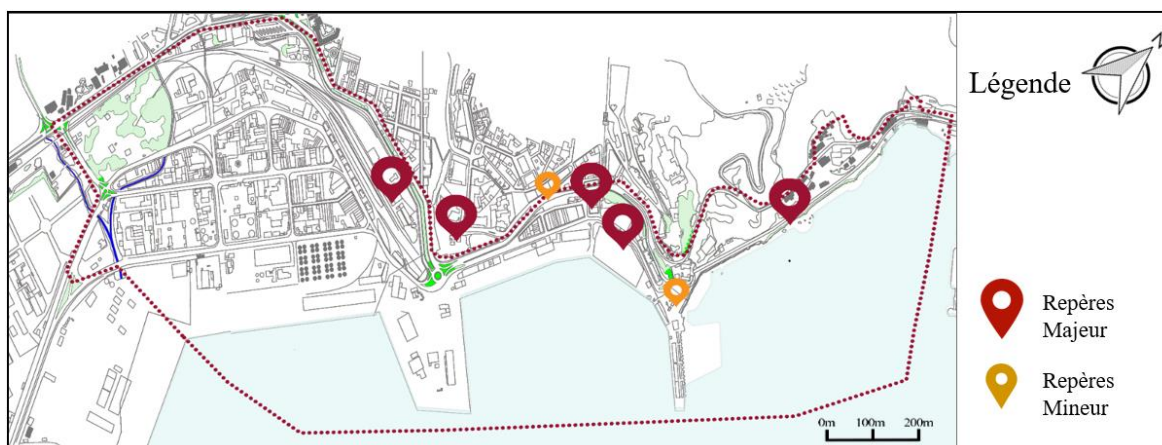 Légende
N
Repères
Majeur
Repères
Mineur
0m 100m 200m